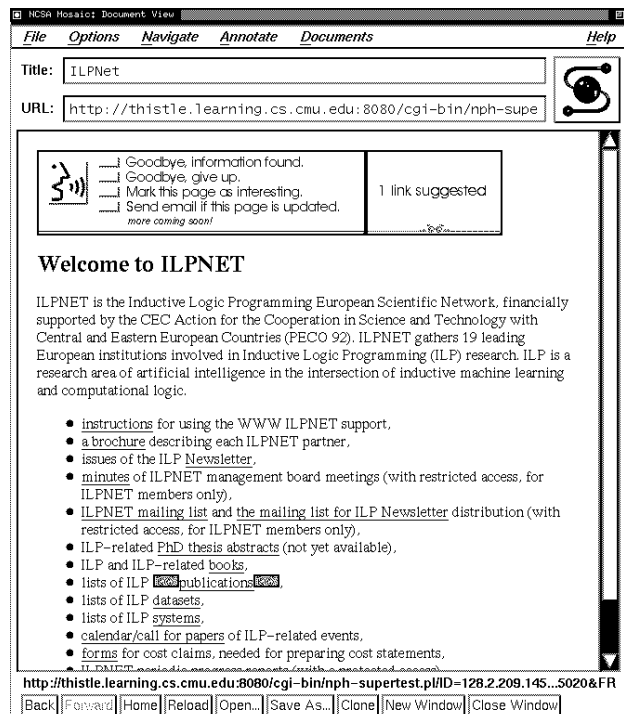 NCSA Mosaic: Document View
File Options Navigate Annotate Documents Help
Title: ILPNet
URL: http://thistle.learning.cs.cmu.edu:8080/cgi-bin/nph-supe
Goodbye, information found.
Goodbye, give up.
Mark this page as interesting.
Send email if this page is updated.
more coming soon!
1 link suggested
Welcome to ILPNET
ILPNET is the Inductive Logic Programming European Scientific Network, financially
supported by the CEC Action for the Cooperation in Science and Technology with
Central and Eastern European Countries (PECO 92). ILPNET gathers 19 leading
European institutions involved in Inductive Logic Programming (ILP) research. ILP is a
research area of artificial intelligence in the intersection of inductive machine learning
and computational logic.
instructions for using the WWW ILPNET support,
a brochure describing each ILPNET partner,
issues of the ILP Newsletter,
minutes of ILPNET management board meetings (with restricted access, for
ILPNET members only),
ILPNET mailing list and the mailing list for ILP Newsletter distribution (with
restricted access, for ILPNET members only),
ILP-related PhD thesis abstracts (not yet available),
ILP and ILP-related books,
lists of ILP publications,
lists of ILP datasets,
lists of ILP systems,
calendar/call for papers of ILP-related events,
forms for cost claims, needed for preparing cost statements,
ILPNET periodic progress reports (with a protected access)
http://thistle.learning.cs.cmu.edu:8080/cgi-bin/nph-supertest.pl/ID=128.2.209.145...5020&FR
Back Forward Home Reload Open... Save As... Clone New Window Close Window